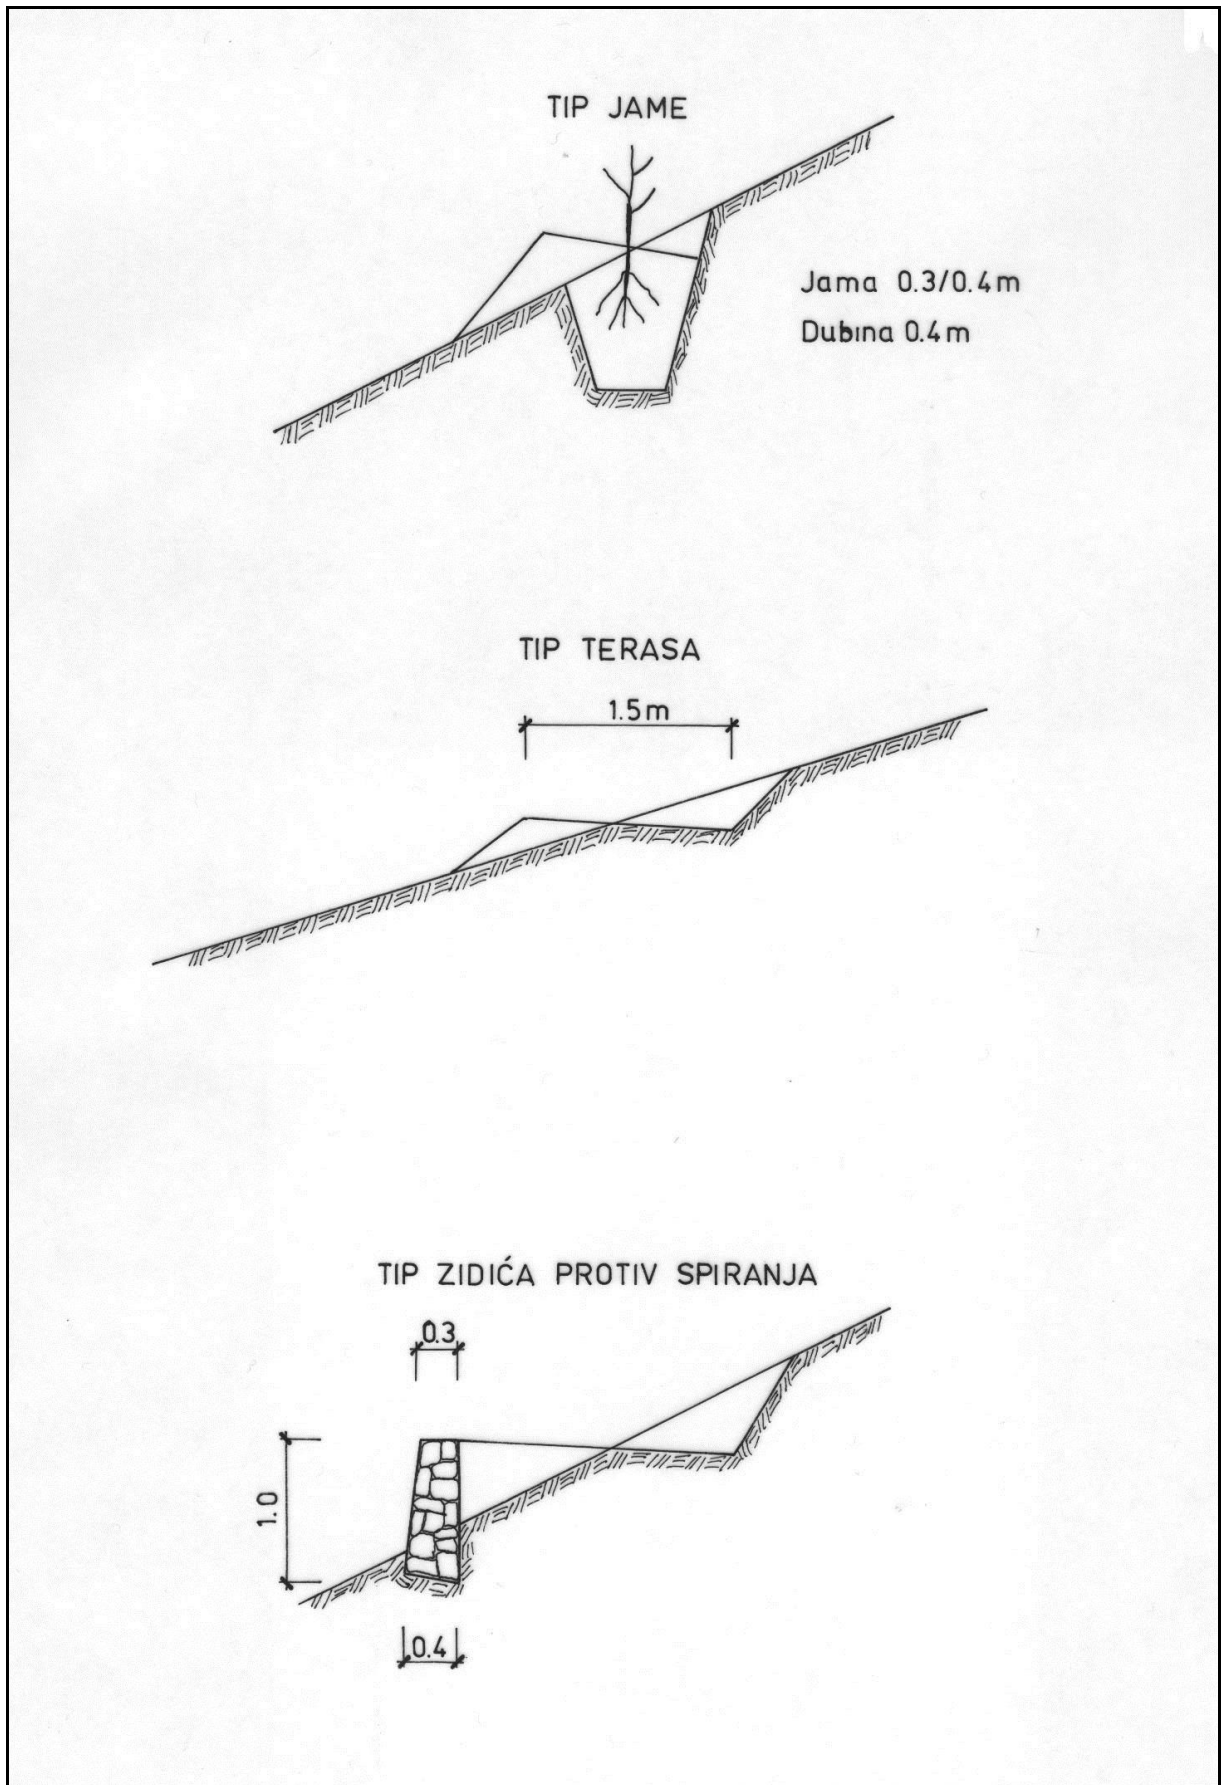 TIP JAME
Jama 0.3/0.4m
Dubina 0.4m
TIP TERASA
1.5m
TIP ZIDIĆA PROTIV SPIRANJA
0.3
1.0
0.4